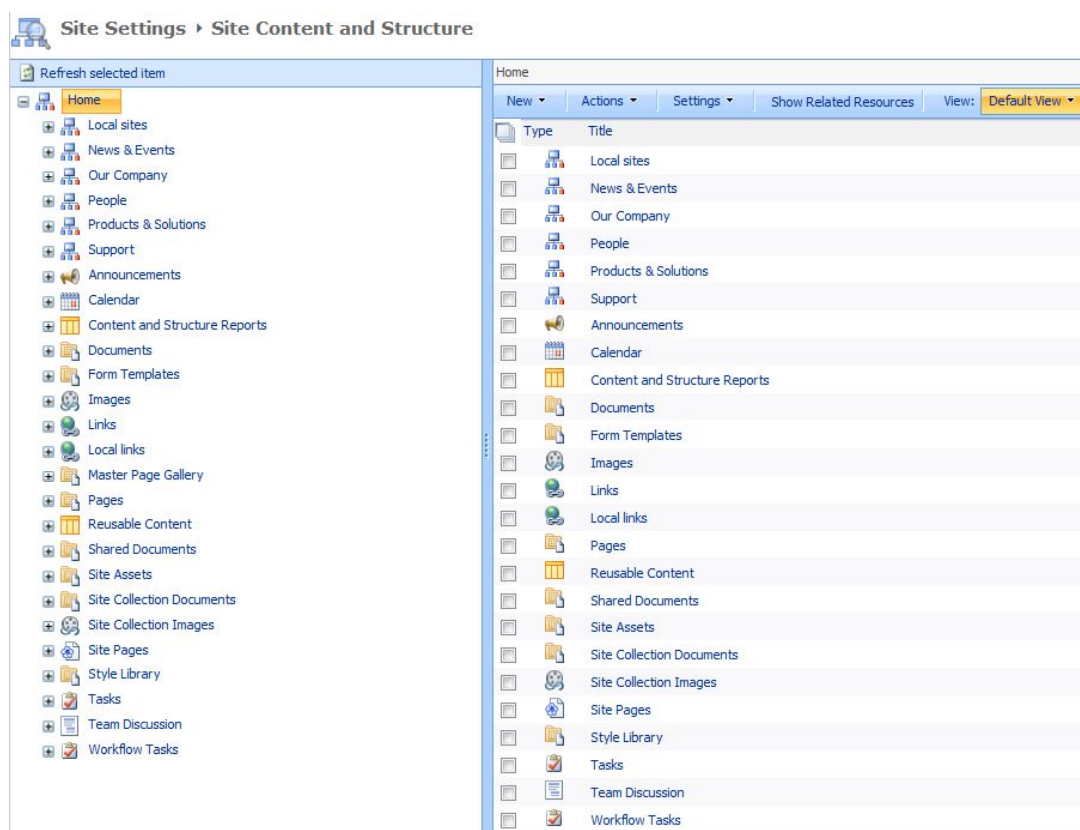 Site Settings ▸ Site Content and Structure
Refresh selected item
Home
Local sites
News & Events
Our Company
People
Products & Solutions
Support
Announcements
Calendar
Content and Structure Reports
Documents
Form Templates
Images
Links
Local links
Master Page Gallery
Pages
Reusable Content
Shared Documents
Site Assets
Site Collection Documents
Site Collection Images
Site Pages
Style Library
Tasks
Team Discussion
Workflow Tasks
Home
New Actions Settings Show Related Resources View: Default View
Type Title
Local sites
News & Events
Our Company
People
Products & Solutions
Support
Announcements
Calendar
Content and Structure Reports
Documents
Form Templates
Images
Links
Local links
Pages
Reusable Content
Shared Documents
Site Assets
Site Collection Documents
Site Collection Images
Site Pages
Style Library
Tasks
Team Discussion
Workflow Tasks